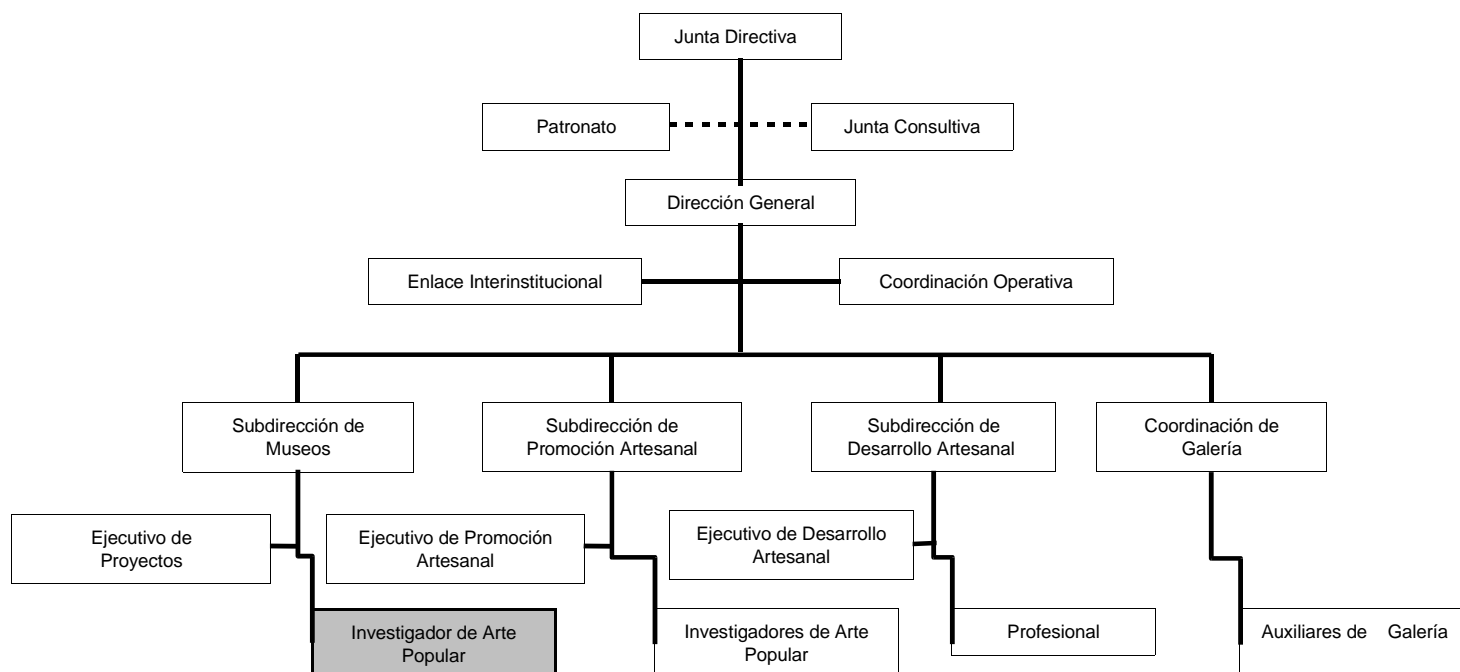 Junta Directiva
Patronato
Junta Consultiva
Dirección General
Enlace Interinstitucional
Coordinación Operativa
Subdirección de
Museos
Subdirección de
Promoción Artesanal
Subdirección de
Desarrollo Artesanal
Coordinación de
Galería
Ejecutivo de
Proyectos
Ejecutivo de Promoción
Artesanal
Ejecutivo de Desarrollo
Artesanal
Investigador de Arte
Popular
Investigadores de Arte
Popular
Profesional
Auxiliares de Galería